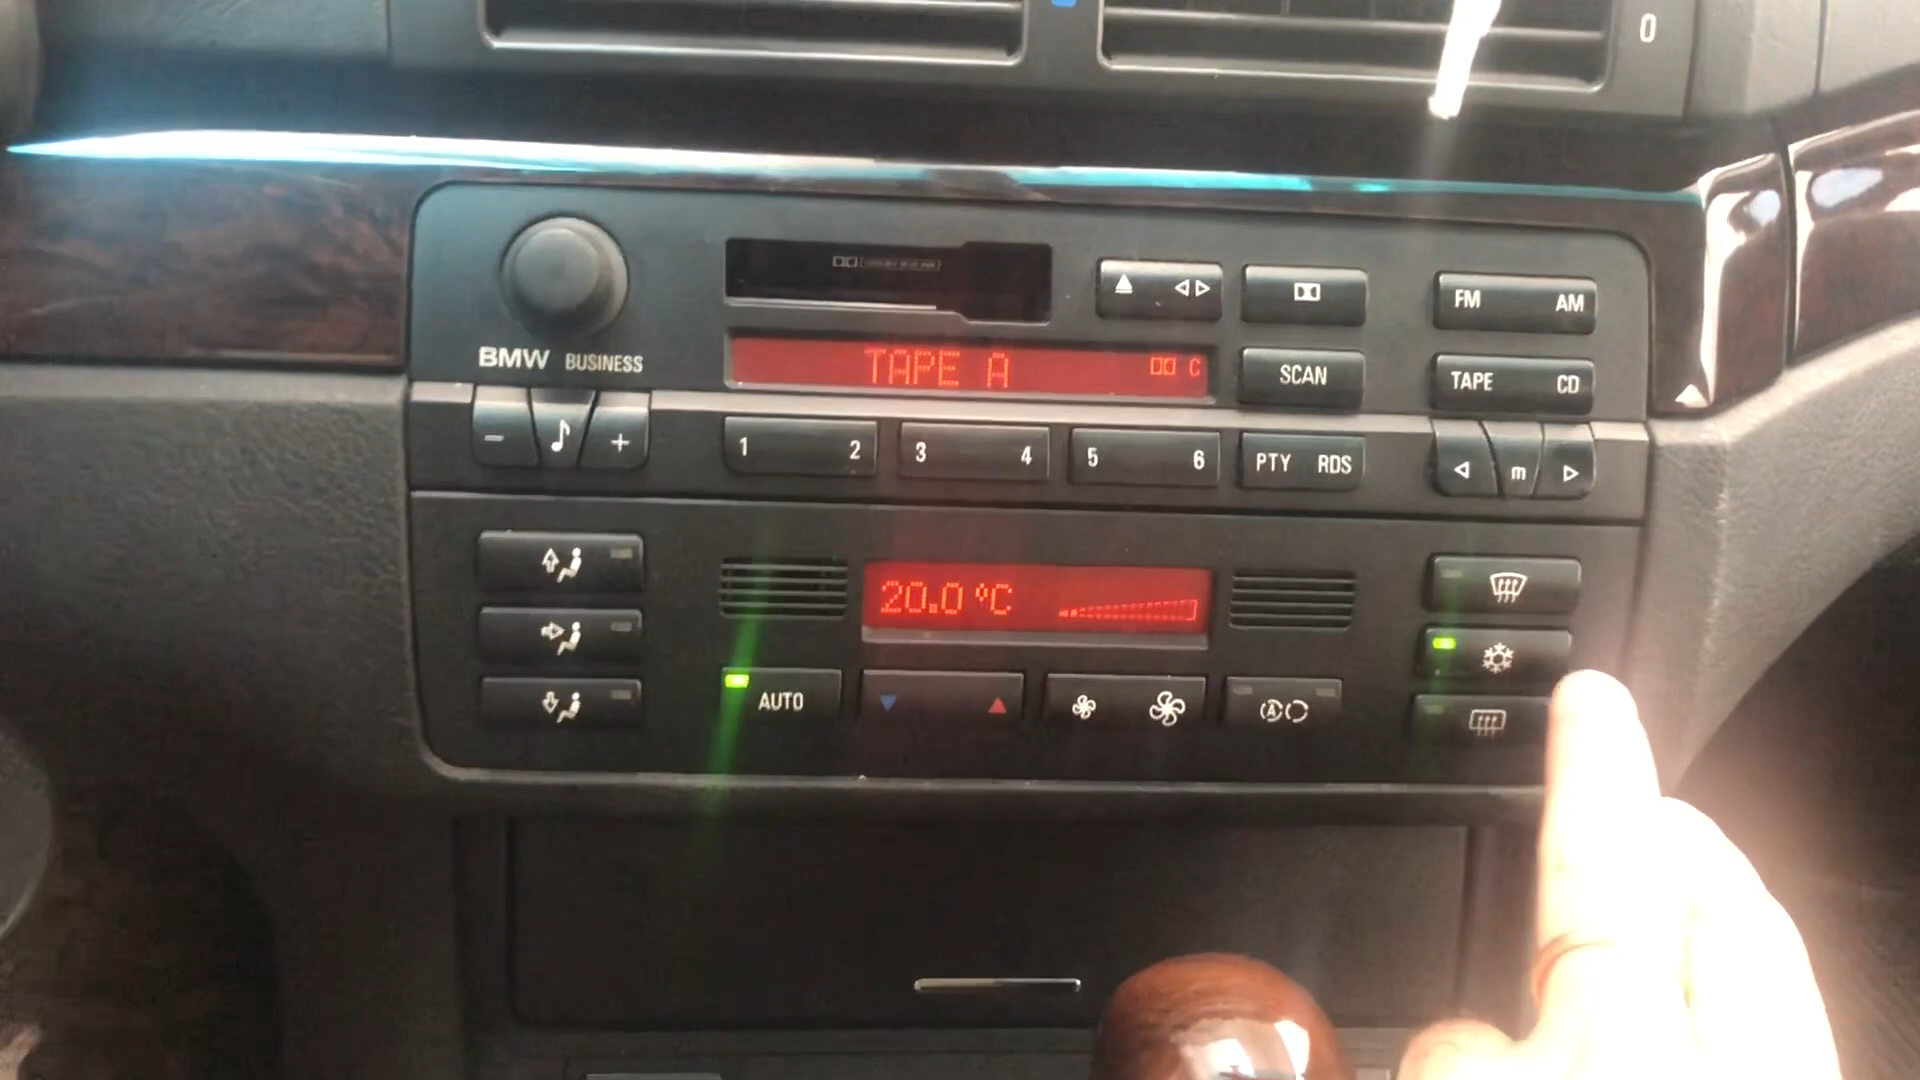 0
FM AM
BMW BUSINESS
TAPE A C
SCAN
TAPE CD
- +
1 2 3 4 5 6 PTY RDS
m
20.0 °C
AUTO
A